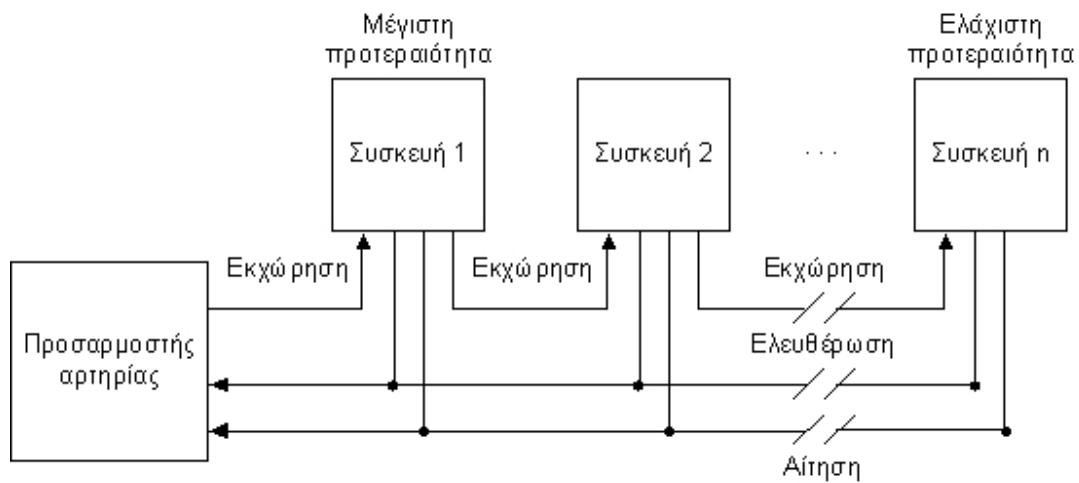 Μέγιστη
προτεραιότητα
Ελάχιστη
προτεραιότητα
Συσκευή 1
Συσκευή 2
. . .
Συσκευή n
Εκχώρηση
Εκχώρηση
Εκχώρηση
Προσαρμοστής
αρτηρίας
Ελευθέρωση
Αίτηση